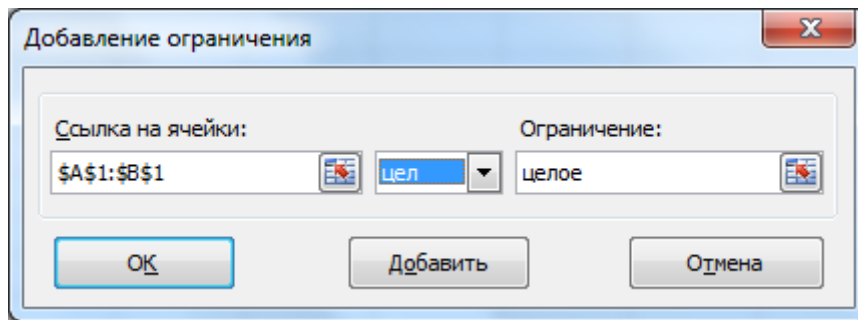 Добавление ограничения
Ссылка на ячейки:
Ограничение:
$A$1:$B$1
цел
целое
ОК
Добавить
Отмена